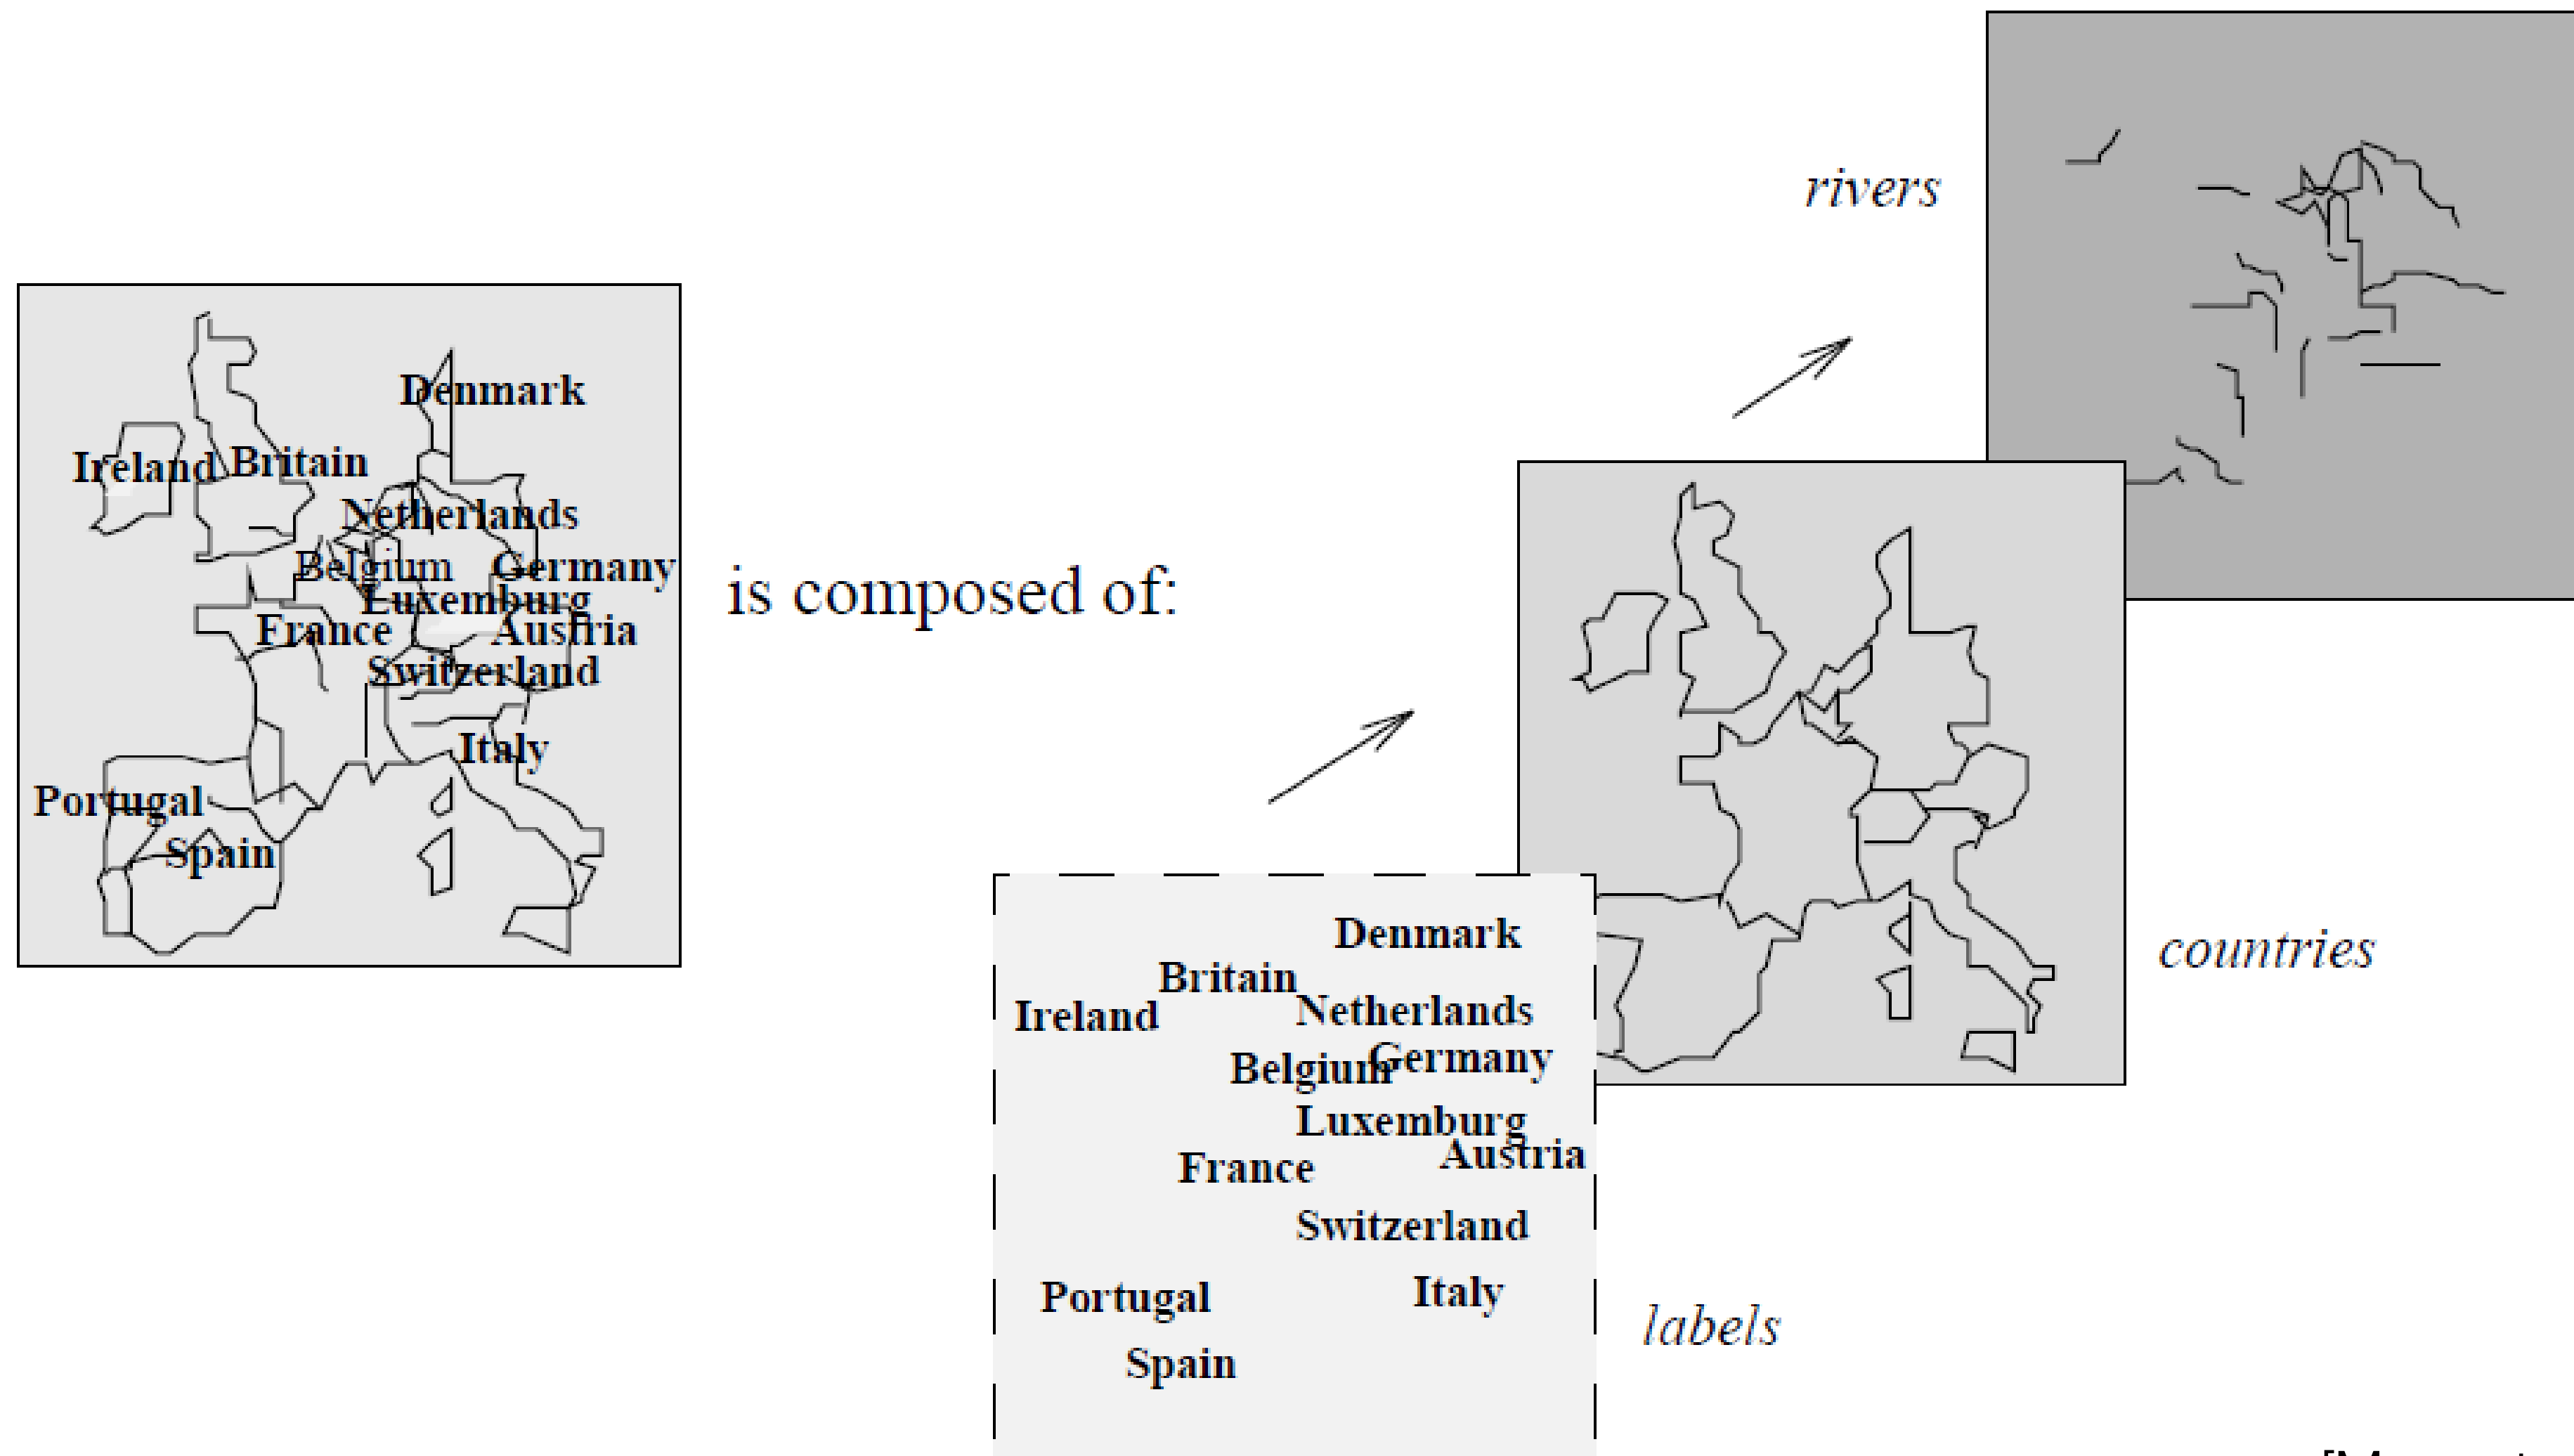 rivers
Denmark
Ireland Britain
Netherlands
Belgium Germany
Luxemburg
France Austria
Switzerland
Italy
Portugal
Spain
is composed of:
countries
Denmark
Britain
Ireland
Netherlands
Germany
Belgium
Luxemburg
Austria
France
Switzerland
Italy
Portugal
Spain
labels